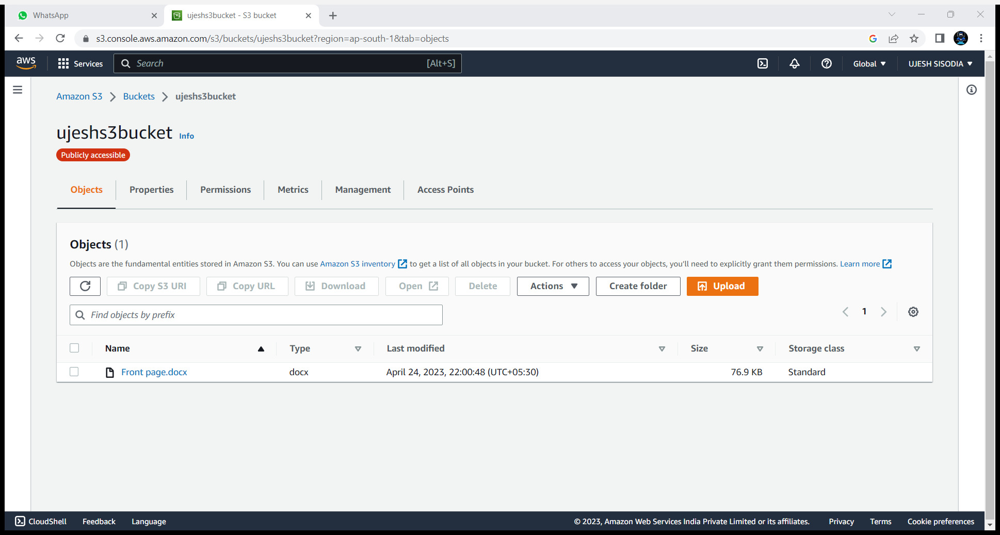 WhatsApp
ujeshs3bucket - S3 bucket
s3.console.aws.amazon.com/s3/buckets/ujeshs3bucket?region=ap-south-1&tab=objects
aws Services Search [Alt+S] Global UJESH SISODIA
Amazon S3 Buckets ujeshs3bucket
ujeshs3bucket Info
Publicly accessible
Objects Properties Permissions Metrics Management Access Points
Objects (1)
Objects are the fundamental entities stored in Amazon S3. You can use Amazon S3 inventory to get a list of all objects in your bucket. For others to access your objects, you'll need to explicitly grant them permissions. Learn more
Copy S3 URI Copy URL Download Open Delete Actions Create folder Upload
Find objects by prefix 1
Name Type Last modified Size Storage class
Front page.docx docx April 24, 2023, 22:00:48 (UTC+05:30) 76.9 KB Standard
CloudShell Feedback Language © 2023, Amazon Web Services India Private Limited or its affiliates. Privacy Terms Cookie preferences